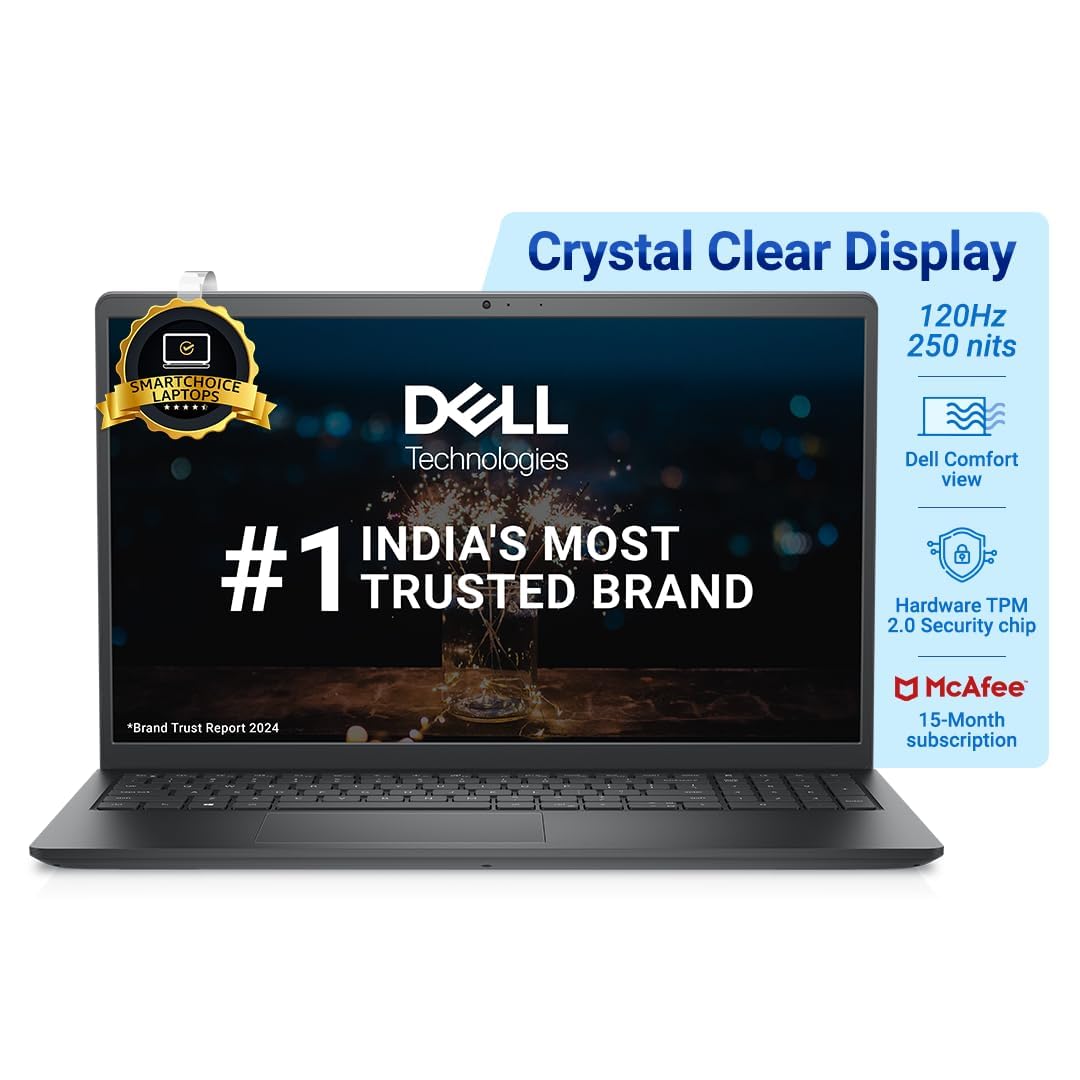 Crystal Clear Display
120Hz
250 nits
Dell Comfort
view
Hardware TPM
2.0 Security chip
McAfee™
15-Month
subscription
SMARTCHOICE
LAPTOPS
DELL
Technologies
#1 INDIA'S MOST
TRUSTED BRAND
*Brand Trust Report 2024